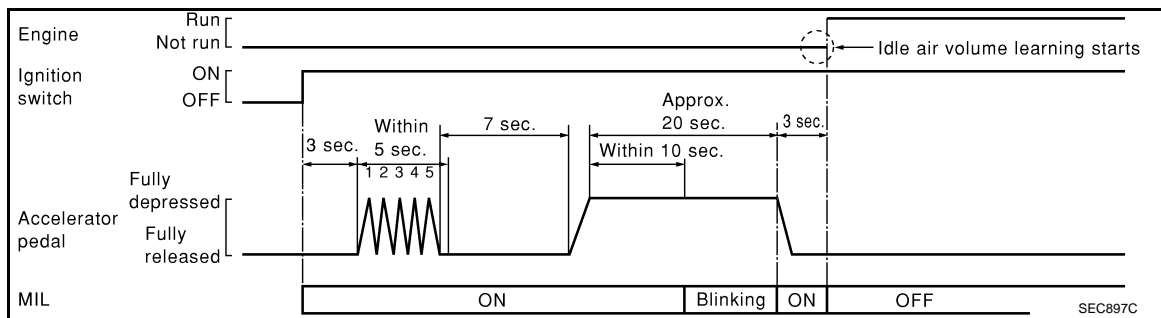 Engine
Run
Not run
Idle air volume learning starts
Ignition
switch
ON
OFF
3 sec.
Within
5 sec.
1 2 3 4 5
7 sec.
Approx.
20 sec.
Within 10 sec.
3 sec.
Accelerator
pedal
Fully
depressed
Fully
released
MIL
ON
Blinking
ON
OFF
SEC897C